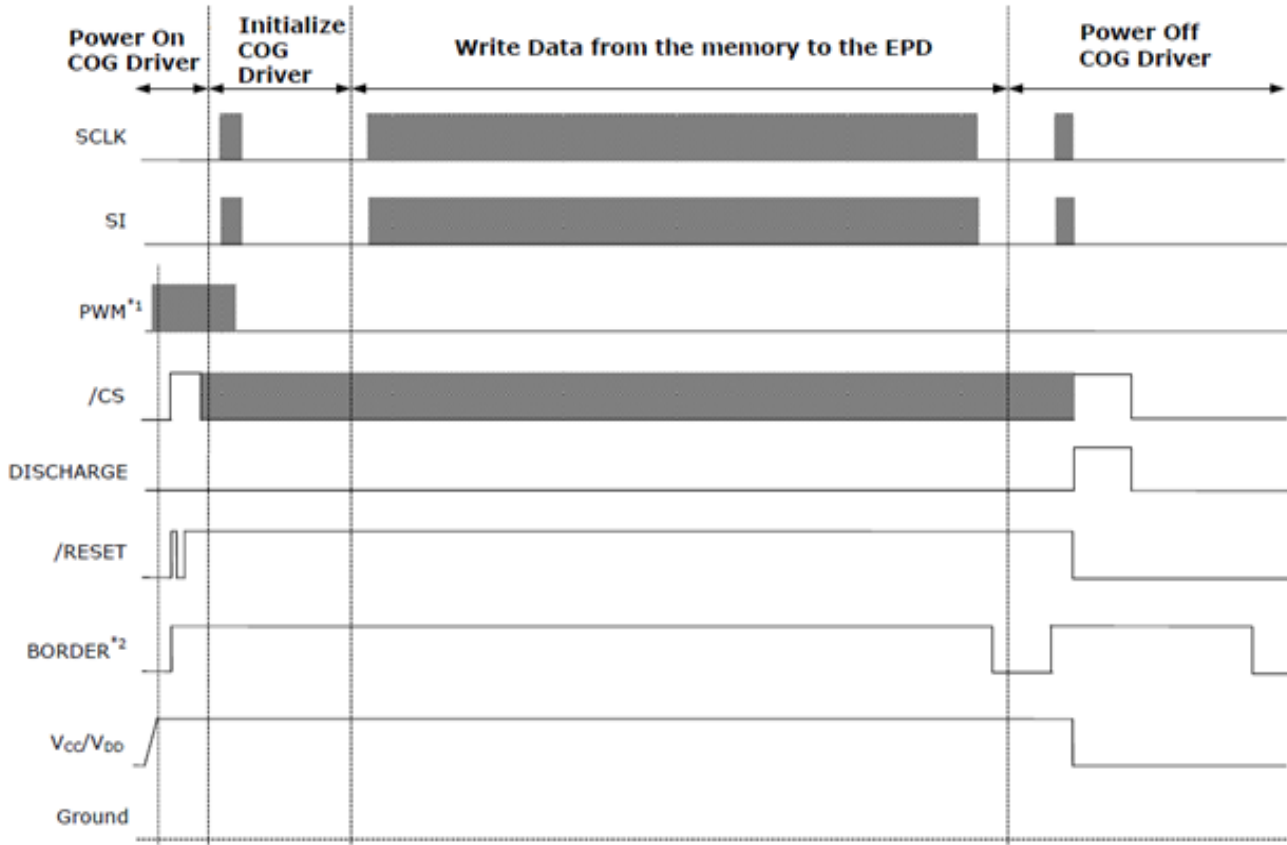 Power On
COG Driver
Initialize
COG
Driver
Write Data from the memory to the EPD
Power Off
COG Driver
SCLK
SI
PWM*1
/CS
DISCHARGE
/RESET
BORDER*2
VCC/VDD
Ground